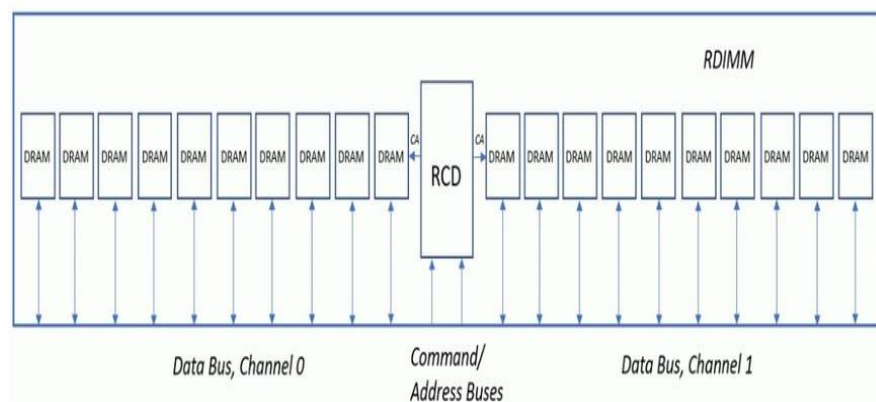 RDIMM
DRAM DRAM DRAM DRAM DRAM DRAM DRAM DRAM DRAM DRAM CA RCD CA DRAM DRAM DRAM DRAM DRAM DRAM DRAM DRAM DRAM DRAM
Data Bus, Channel 0
Command/
Address Buses
Data Bus, Channel 1